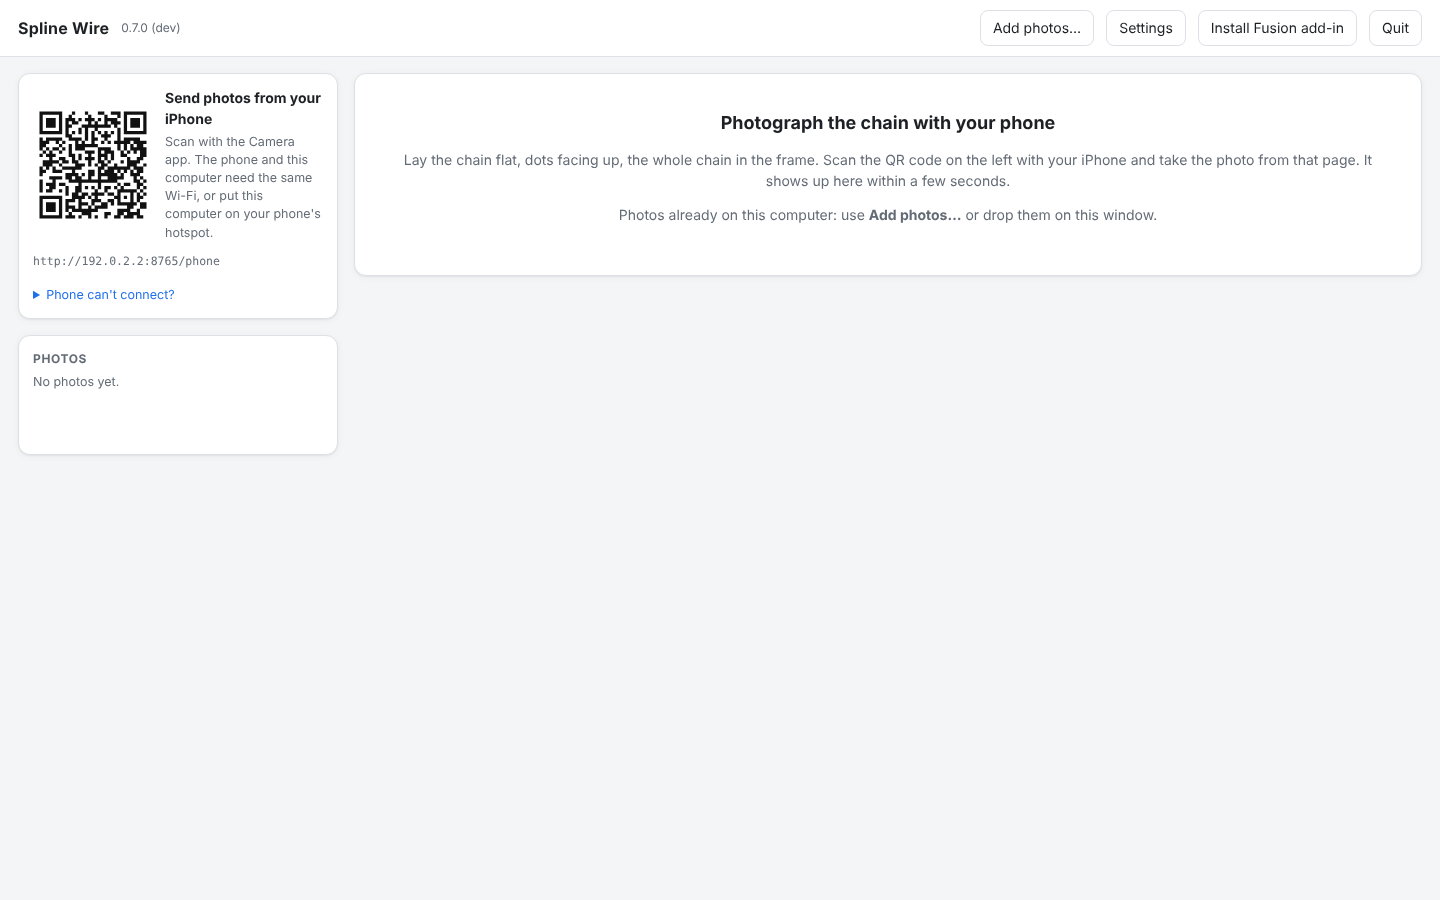 Spline Wire 0.7.0 (dev)
Add photos... Settings Install Fusion add-in Quit
Send photos from your
iPhone
Scan with the Camera
app. The phone and this
computer need the same
Wi-Fi, or put this
computer on your phone's
hotspot.
http://192.0.2.2:8765/phone
Phone can't connect?
PHOTOS
No photos yet.
Photograph the chain with your phone
Lay the chain flat, dots facing up, the whole chain in the frame. Scan the QR code on the left with your iPhone and take the photo from that page. It
shows up here within a few seconds.
Photos already on this computer: use Add photos... or drop them on this window.